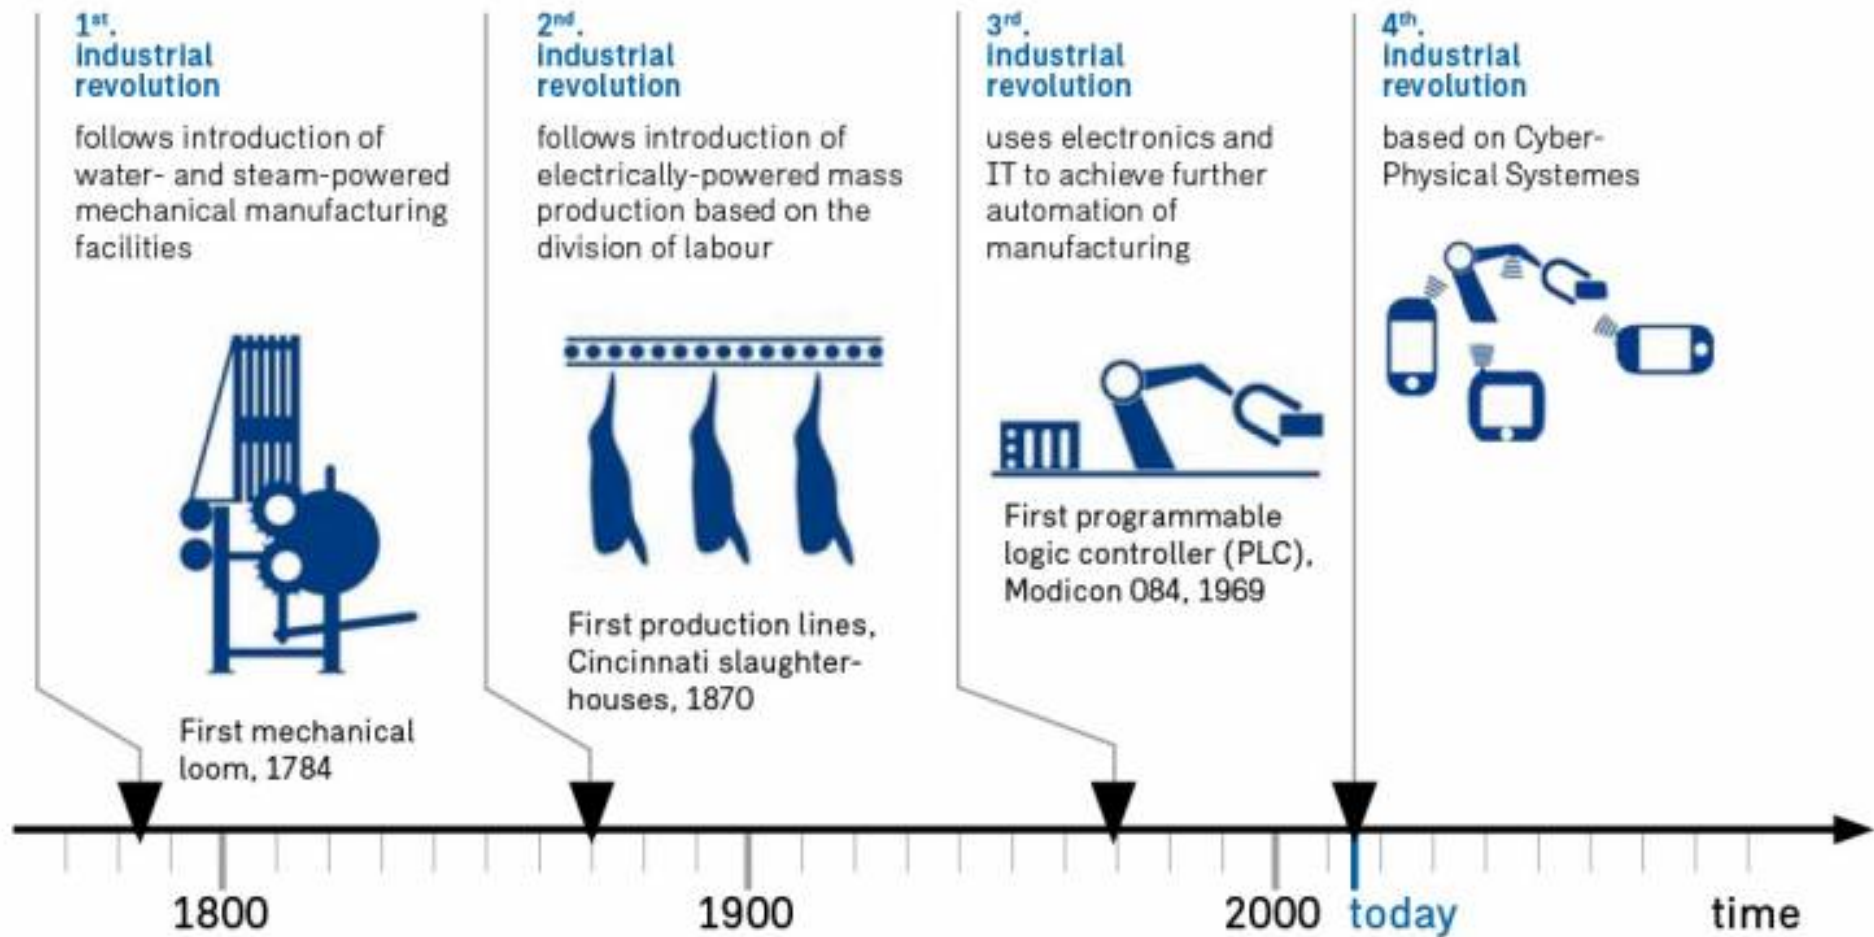 1st.
industrial
revolution
follows introduction of
water- and steam-powered
mechanical manufacturing
facilities
First mechanical
loom, 1784
2nd.
industrial
revolution
follows introduction of
electrically-powered mass
production based on the
division of labour
First production lines,
Cincinnati slaughter-
houses, 1870
3rd.
industrial
revolution
uses electronics and
IT to achieve further
automation of
manufacturing
First programmable
logic controller (PLC),
Modicon 084, 1969
4th.
industrial
revolution
based on Cyber-
Physical Systemes
1800 1900 2000 today time